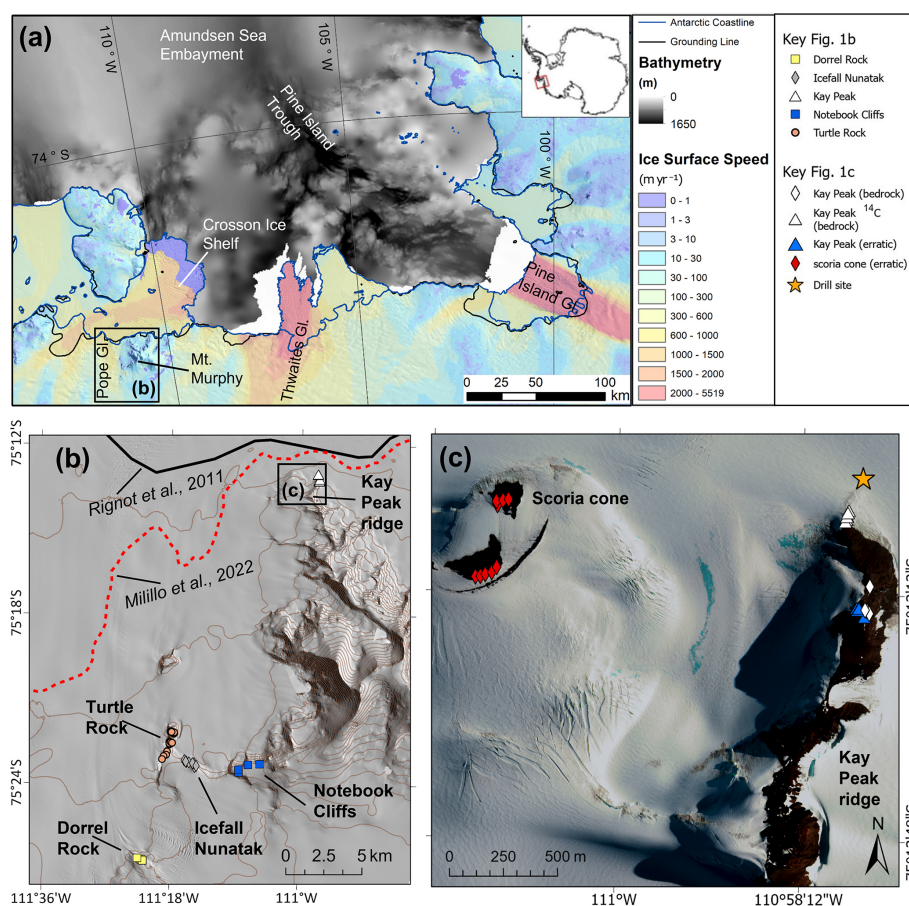 (a)
110 ° W
Amundsen Sea
Embayment
105 ° W
Pine Island
Trough
74 ° S
100 ° W
Crosson Ice
Shelf
Pine
Island Gl.
Pope Gl.
Mt.
Murphy
(b)
Thwaites Gl.
0 25 50 100
km
Antarctic Coastline
Grounding Line
Bathymetry
(m)
0
1650
Ice Surface Speed
(m yr⁻¹)
0 - 1
1 - 3
3 - 10
10 - 30
30 - 100
100 - 300
300 - 600
600 - 1000
1000 - 1500
1500 - 2000
2000 - 5519
Key Fig. 1b
Dorrel Rock
Icefall Nunatak
Kay Peak
Notebook Cliffs
Turtle Rock
Key Fig. 1c
Kay Peak (bedrock)
Kay Peak ¹⁴C
(bedrock)
Kay Peak (erratic)
scoria cone (erratic)
Drill site
(b)
75°12'S
75°18'S
75°24'S
Rignot et al., 2011
Milillo et al., 2022
(c)
Kay
Peak
ridge
Turtle
Rock
Notebook
Cliffs
Icefall
Nunatak
Dorrel
Rock
0 2.5 5 km
111°36'W
111°18'W
111°W
(c)
Scoria cone
Kay
Peak
ridge
N
0 250 500 m
111°W
110°58'12"W